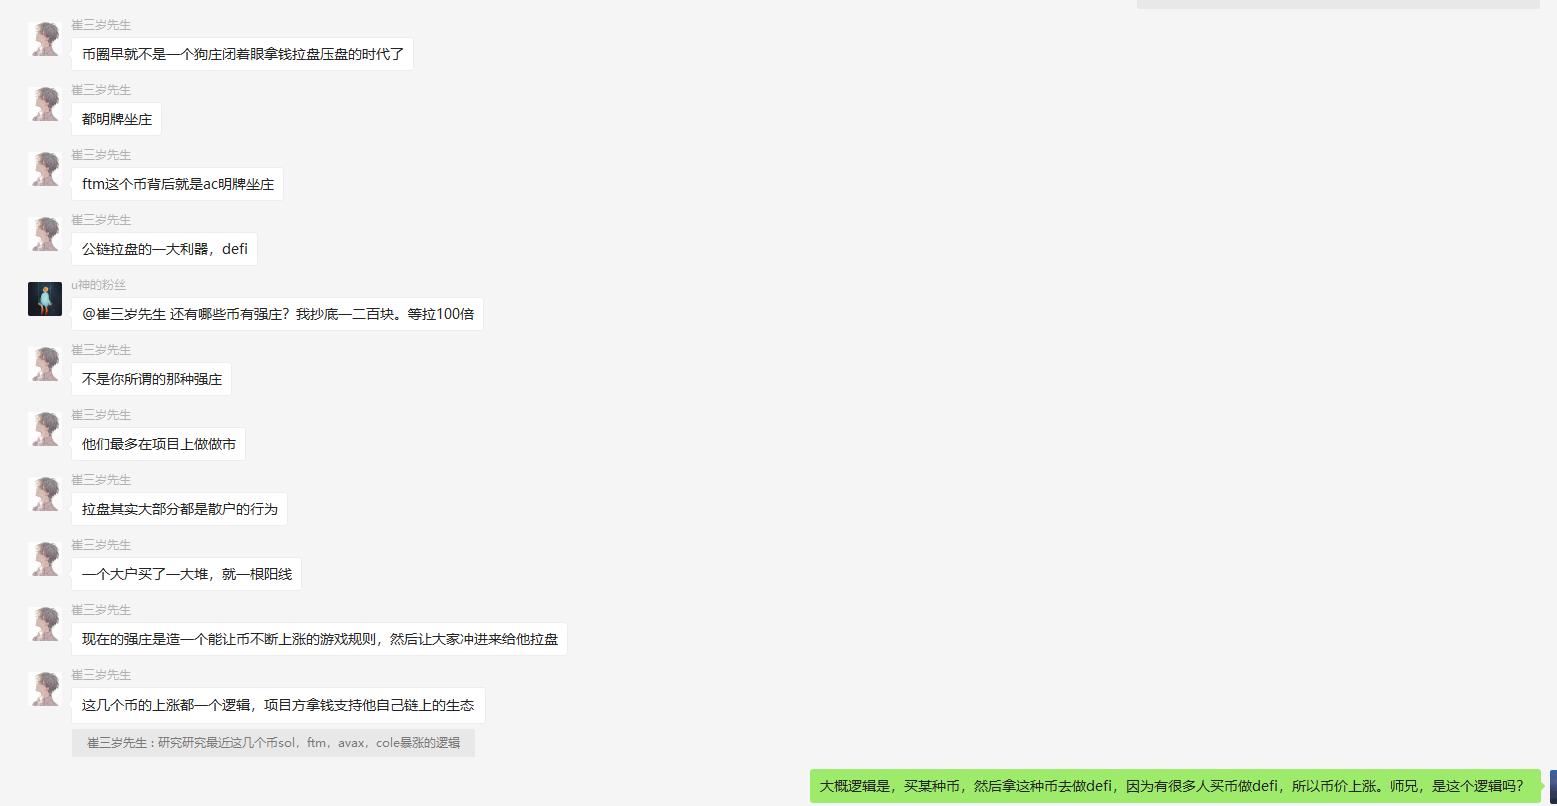 崔三岁先生
币圈早就不是一个狗庄闭着眼拿钱拉盘压盘的时代了
崔三岁先生
都明牌坐庄
崔三岁先生
ftm这个币背后就是ac明牌坐庄
崔三岁先生
公链拉盘的一大利器，defi
u神的粉丝
@崔三岁先生 还有哪些币有强庄？我抄底一二百块。等拉100倍
崔三岁先生
不是你所谓的那种强庄
崔三岁先生
他们最多在项目上做做市
崔三岁先生
拉盘其实大部分都是散户的行为
崔三岁先生
一个大户买了一大堆，就一根阳线
崔三岁先生
现在的强庄是造一个能让币不断上涨的游戏规则，然后让大家冲进来给他拉盘
崔三岁先生
这几个币的上涨都一个逻辑，项目方拿钱支持他自己链上的生态
崔三岁先生 : 研究研究最近这几个币sol，ftm，avax，cole暴涨的逻辑
大概逻辑是，买某种币，然后拿这种币去做defi，因为有很多人买币做defi，所以币价上涨。师兄，是这个逻辑吗？